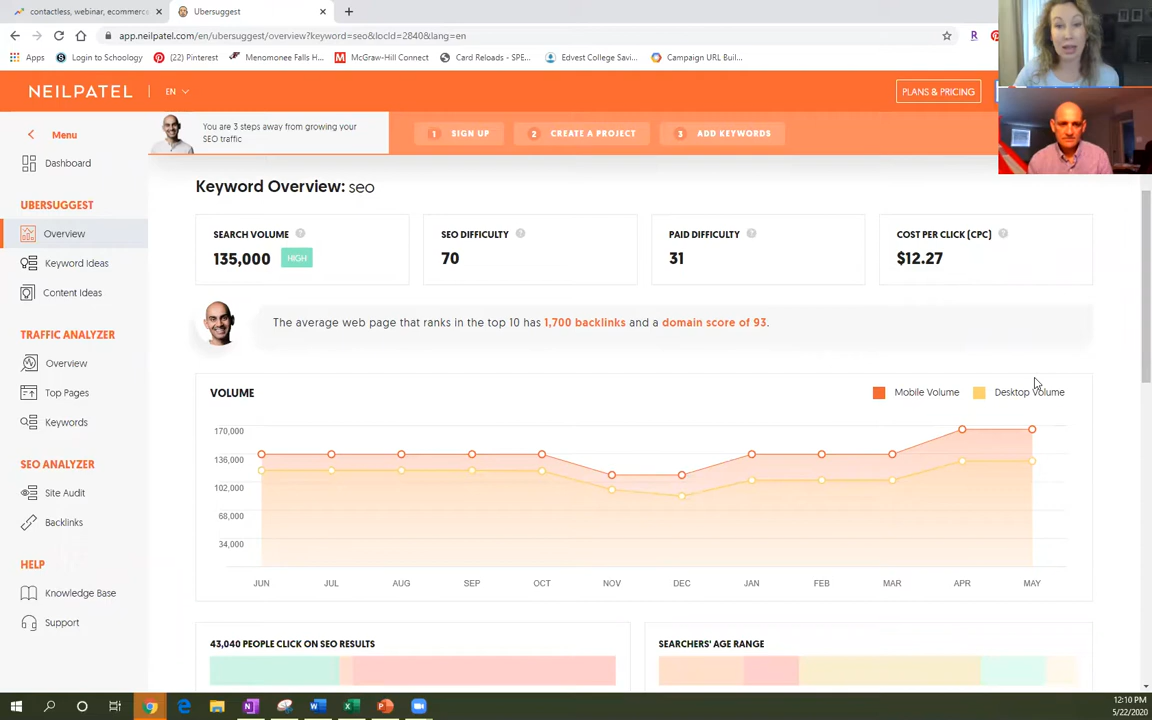 contactless, webinar, ecommerc
Ubersuggest
app.neilpatel.com/en/ubersuggest/overview?keyword=seo&locId=2840&lang=en
Apps
Login to Schoology
(22) Pinterest
Menomonee Falls H...
McGraw-Hill Connect
Card Reloads - SPE...
Edvest College Savi...
Campaign URL Buil...
NEILPATEL
EN
PLANS & PRICING
Menu
You are 3 steps away from growing your
SEO traffic
1 SIGN UP
2 CREATE A PROJECT
3 ADD KEYWORDS
Dashboard
UBERSUGGEST
Overview
Keyword Ideas
Content Ideas
TRAFFIC ANALYZER
Overview
Top Pages
Keywords
SEO ANALYZER
Site Audit
Backlinks
HELP
Knowledge Base
Support
Keyword Overview: seo
SEARCH VOLUME ?
135,000 HIGH
SEO DIFFICULTY ?
70
PAID DIFFICULTY ?
31
COST PER CLICK (CPC) ?
$12.27
The average web page that ranks in the top 10 has 1,700 backlinks and a domain score of 93.
VOLUME
Mobile Volume
Desktop Volume
170,000
136,000
102,000
68,000
34,000
JUN JUL AUG SEP OCT NOV DEC JAN FEB MAR APR MAY
43,040 PEOPLE CLICK ON SEO RESULTS
SEARCHERS' AGE RANGE
12:10 PM
5/22/2020